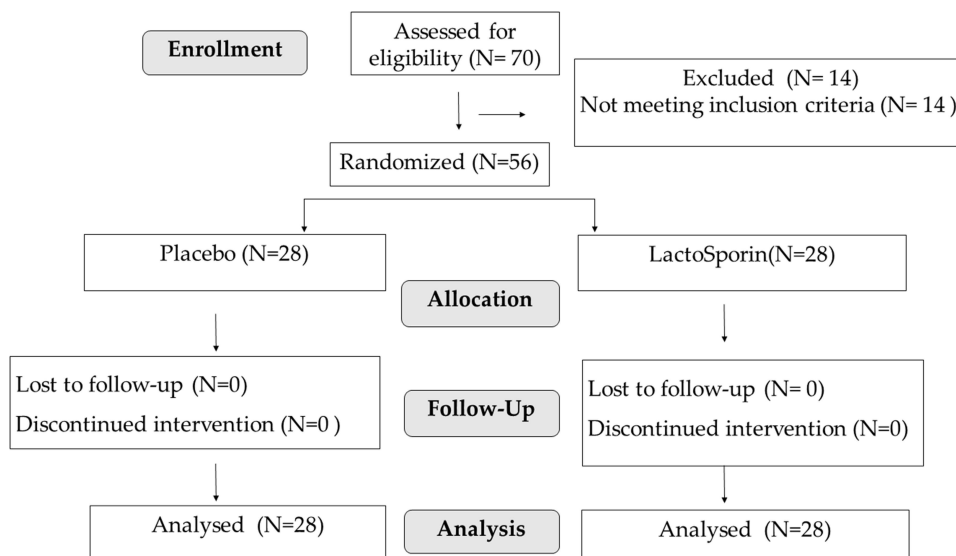 Enrollment
Assessed for
eligibility (N= 70)
Excluded (N= 14)
Not meeting inclusion criteria (N= 14 )
Randomized (N=56)
Placebo (N=28)
LactoSporin(N=28)
Allocation
Lost to follow-up (N=0)
Discontinued intervention (N=0 )
Follow-Up
Lost to follow-up (N= 0)
Discontinued intervention (N=0)
Analysed (N=28)
Analysis
Analysed (N=28)